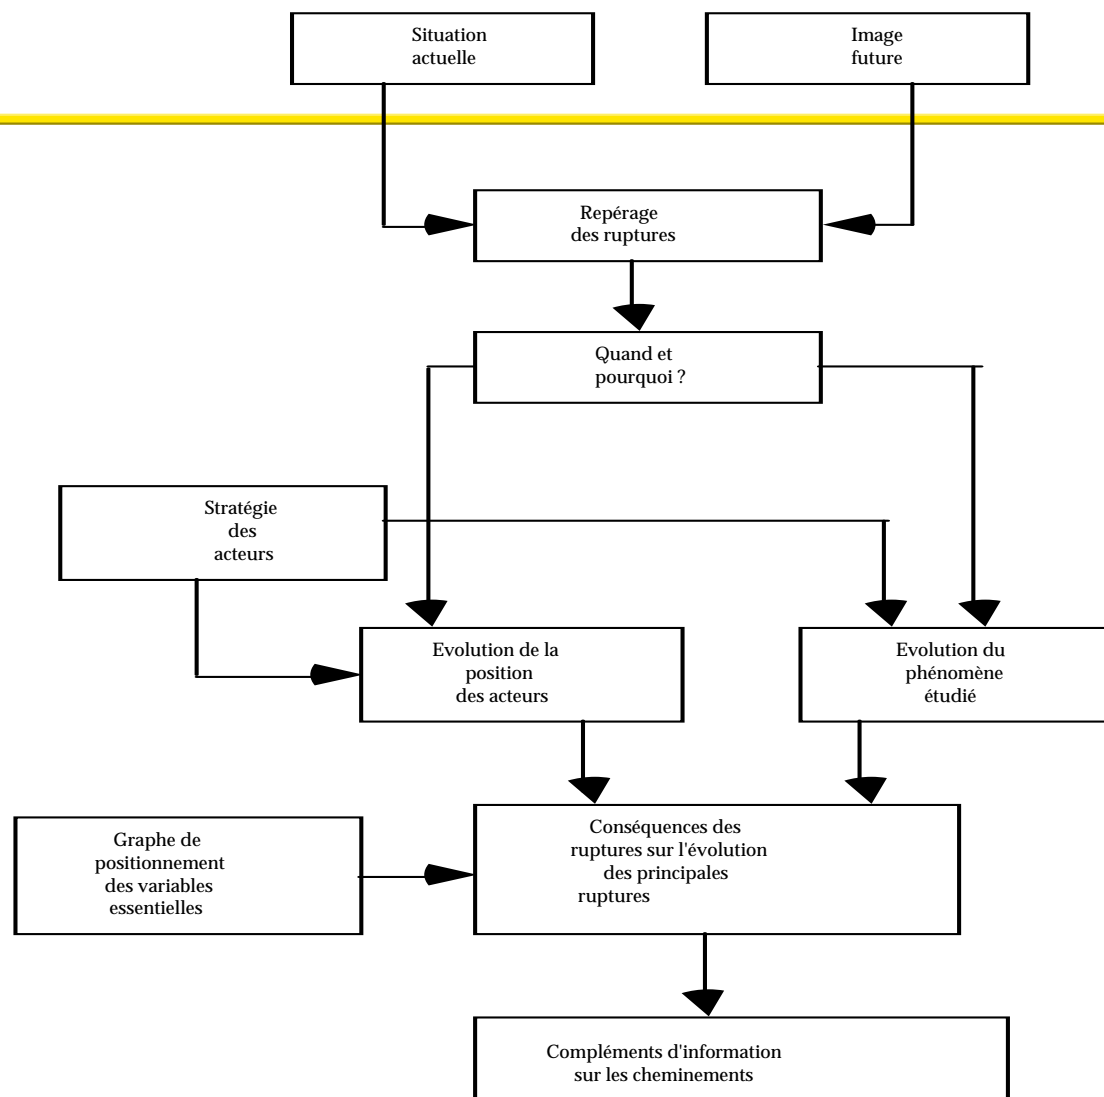 Situation
actuelle
Image
future
Repérage
des ruptures
Quand et
pourquoi ?
Stratégie
des
acteurs
Evolution de la
position
des acteurs
Evolution du
phénomène
étudié
Graphe de
positionnement
des variables
essentielles
Conséquences des
ruptures sur l'évolution
des principales
ruptures
Compléments d'information
sur les cheminements